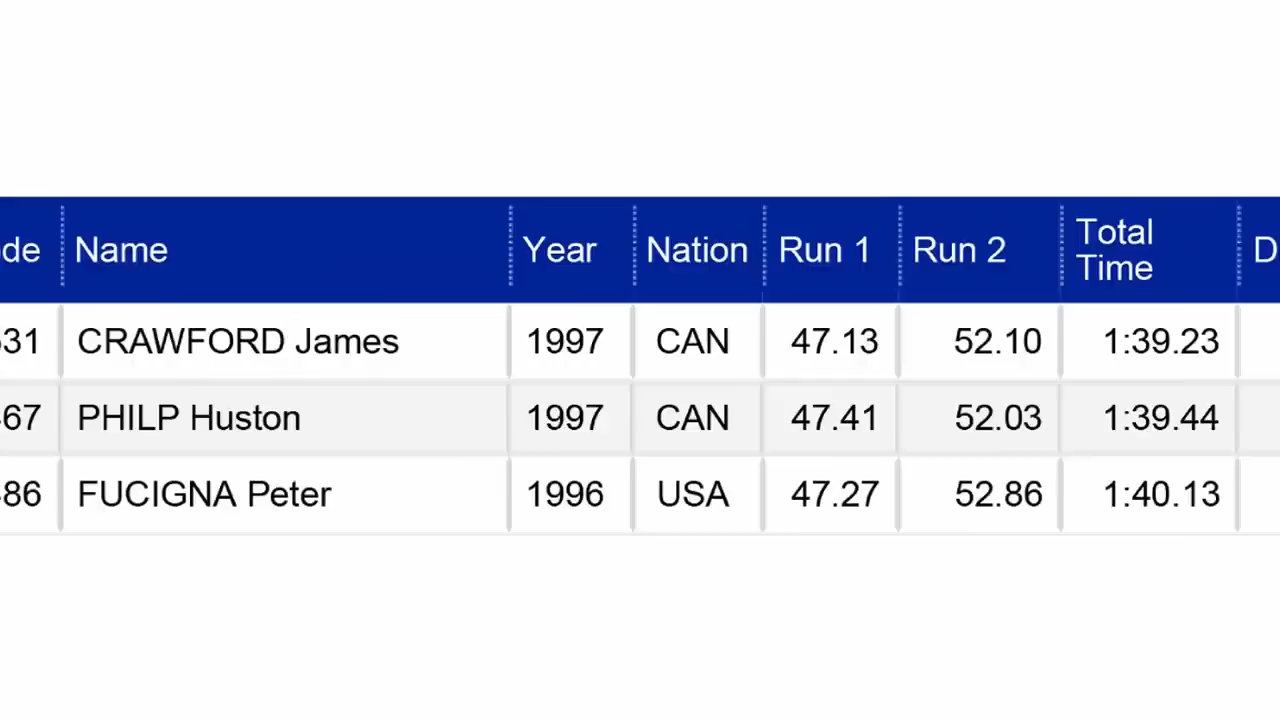 Name Year Nation Run 1 Run 2 Total Time
CRAWFORD James 1997 CAN 47.13 52.10 1:39.23
PHILP Huston 1997 CAN 47.41 52.03 1:39.44
FUCIGNA Peter 1996 USA 47.27 52.86 1:40.13